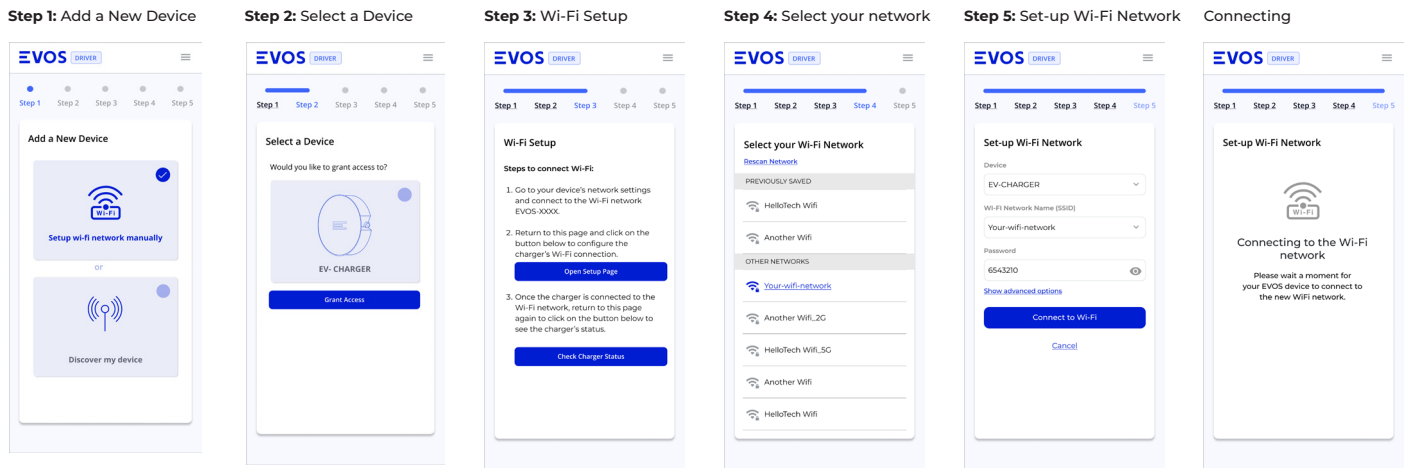 Step 1: Add a New Device
EVOS DRIVER
Step 1 Step 2 Step 3 Step 4 Step 5
Add a New Device
Wi-Fi
Setup wi-fi network manually
or
Discover my device
Step 2: Select a Device
EVOS DRIVER
Step 1 Step 2 Step 3 Step 4 Step 5
Select a Device
Would you like to grant access to?
EV- CHARGER
Grant Access
Step 3: Wi-Fi Setup
EVOS DRIVER
Step 1 Step 2 Step 3 Step 4 Step 5
Wi-Fi Setup
Steps to connect Wi-Fi:
1. Go to your device's network settings
and connect to the Wi-Fi network
EVOS-XXXX.
2. Return to this page and click on the
button below to configure the
charger's Wi-Fi connection.
Open Setup Page
3. Once the charger is connected to the
Wi-Fi network, return to this page
again to click on the button below to
see the charger's status.
Check Charger Status
Step 4: Select your network
EVOS DRIVER
Step 1 Step 2 Step 3 Step 4 Step 5
Select your Wi-Fi Network
Rescan Network
PREVIOUSLY SAVED
HelloTech Wifi
Another Wifi
OTHER NETWORKS
Your-wifi-network
Another Wifi_2G
HelloTech Wifi_5G
Another Wifi
HelloTech Wifi
Step 5: Set-up Wi-Fi Network
EVOS DRIVER
Step 1 Step 2 Step 3 Step 4 Step 5
Set-up Wi-Fi Network
Device
EV-CHARGER
Wi-Fi Network Name (SSID)
Your-wifi-network
Password
6543210
Show advanced options
Connect to Wi-Fi
Cancel
Connecting
EVOS DRIVER
Step 1 Step 2 Step 3 Step 4 Step 5
Set-up Wi-Fi Network
Wi-Fi
Connecting to the Wi-Fi
network
Please wait a moment for
your EVOS device to connect to
the new WiFi network.